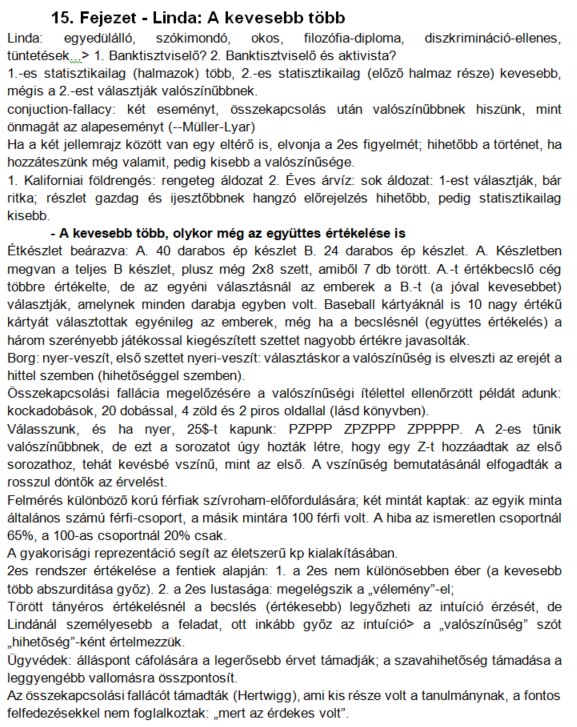 15. Fejezet - Linda: A kevesebb több
Linda: egyedülálló, szókimondó, okos, filozófia-diploma, diszkrimináció-ellenes,
tüntetések...> 1. Banktisztviselő? 2. Banktisztviselő és aktivista?
1.-es statisztikailag (halmazok) több, 2.-es statisztikailag (előző halmaz része) kevesebb,
mégis a 2.-est választják valószínűbbnek.
conjuction-fallacy: két eseményt, összekapcsolás után valószínűbbnek hiszünk, mint
önmagát az alapeseményt (--Müller-Lyar)
Ha a két jellemrajz között van egy eltérő is, elvonja a 2es figyelmét; hihetőbb a történet, ha
hozzáteszünk még valamit, pedig kisebb a valószínűsége.
1. Kaliforniai földrengés: rengeteg áldozat 2. Éves árvíz: sok áldozat: 1-est választják, bár
ritka; részlet gazdag és ijesztőbbnek hangzó előrejelzés hihetőbb, pedig statisztikailag
kisebb.
- A kevesebb több, olykor még az együttes értékelése is
Étkészlet beárazva: A. 40 darabos ép készlet B. 24 darabos ép készlet. A. Készletben
megvan a teljes B készlet, plusz még 2x8 szett, amiből 7 db törött. A.-t értékbecslő cég
többre értékelte, de az egyéni választásnál az emberek a B.-t (a jóval kevesebbet)
választják, amelynek minden darabja egyben volt. Baseball kártyáknál is 10 nagy értékű
kártyát választottak egyénileg az emberek, még ha a becslésnél (együttes értékelés) a
három szerényebb játékossal kiegészített szettet nagyobb értékre javasolták.
Borg: nyer-veszít, első szettet nyeri-veszít: választáskor a valószínűség is elveszti az erejét a
hittel szemben (hihetőséggel szemben).
Összekapcsolási fallácia megelőzésére a valószínűségi ítélettel ellenőrzött példát adunk:
kockadobások, 20 dobással, 4 zöld és 2 piros oldallal (lásd könyvben).
Válasszunk, és ha nyer, 25$-t kapunk: PZPPP ZPZPPP ZPPPPP. A 2-es tűnik
valószínűbbnek, de ezt a sorozatot úgy hozták létre, hogy egy Z-t hozzáadtak az első
sorozathoz, tehát kevésbé vszínű, mint az első. A vszínűség bemutatásánál elfogadták a
rosszul döntők az érvelést.
Felmérés különböző korú férfiak szívroham-előfordulására; két mintát kaptak: az egyik minta
általános számú férfi-csoport, a másik mintára 100 férfi volt. A hiba az ismeretlen csoportnál
65%, a 100-as csoportnál 20% csak.
A gyakorisági reprezentáció segít az életszerű kp kialakításában.
2es rendszer értékelése a fentiek alapján: 1. a 2es nem különösebben éber (a kevesebb
több abszurditása győz). 2. a 2es lustasága: megelégszik a „vélemény”-el;
Törött tányéros értékelésnél a becslés (értékesebb) legyőzheti az intuíció érzését, de
Lindánál személyesebb a feladat, ott inkább győz az intuíció> a „valószínűség” szót
„hihetőség”-ként értelmezzük.
Ügyvédek: álláspont cáfolására a legerősebb érvet támadják; a szavahihetőség támadása a
leggyengébb vallomásra összpontosít.
Az összekapcsolási fallácót támadták (Hertwigg), ami kis része volt a tanulmánynak, a fontos
felfedezésekkel nem foglalkoztak: „mert az érdekes volt”.